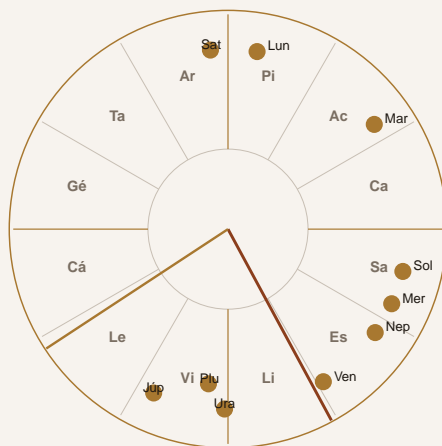 Sat
Lun
Ar
Pi
Ta
Ac
Mar
Gé
Ca
Cá
Sa
Sol
Mer
Nep
Le
Es
Vi
Li
Plu
Ven
Júp
Ura